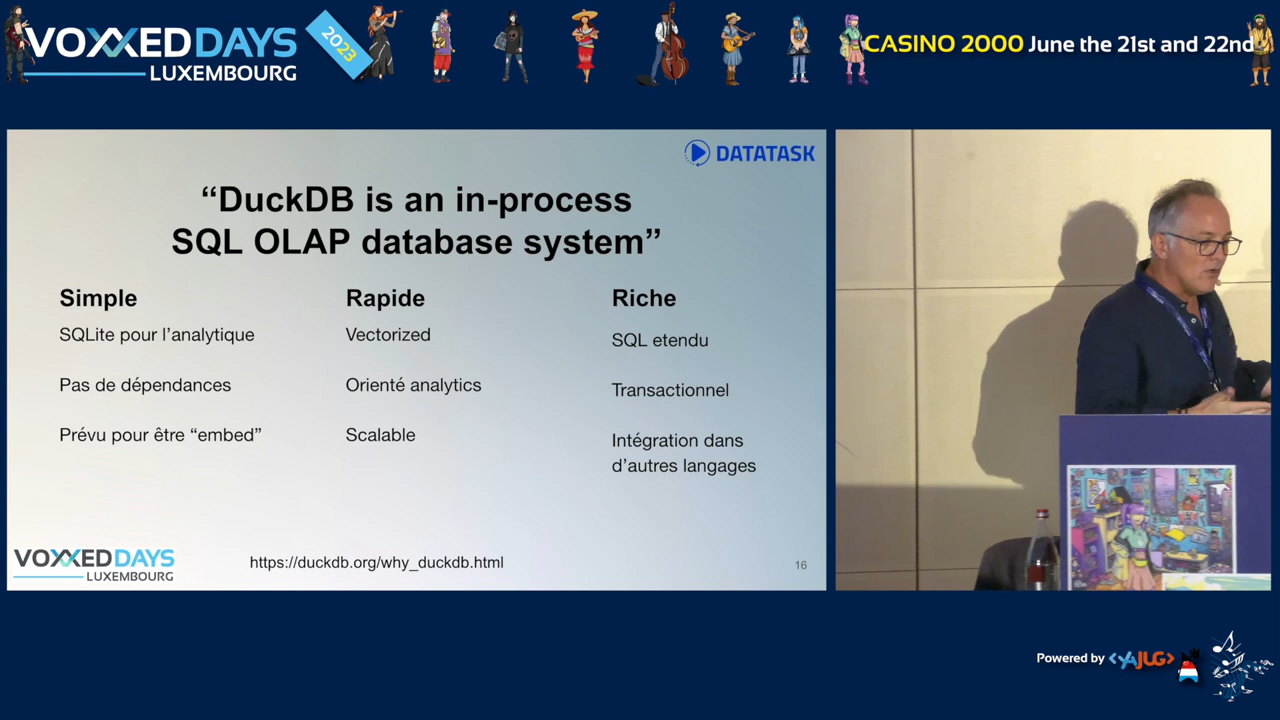 VOXXED DAYS
LUXEMBOURG
2023
CASINO 2000 June the 21st and 22nd
DATATASK
“DuckDB is an in-process
SQL OLAP database system”
Simple
SQLite pour l’analytique
Pas de dépendances
Prévu pour être “embed”
Rapide
Vectorized
Orienté analytics
Scalable
Riche
SQL etendu
Transactionnel
Intégration dans
d’autres langages
VOXXED DAYS
LUXEMBOURG
https://duckdb.org/why_duckdb.html
16
Powered by <YAJUG>